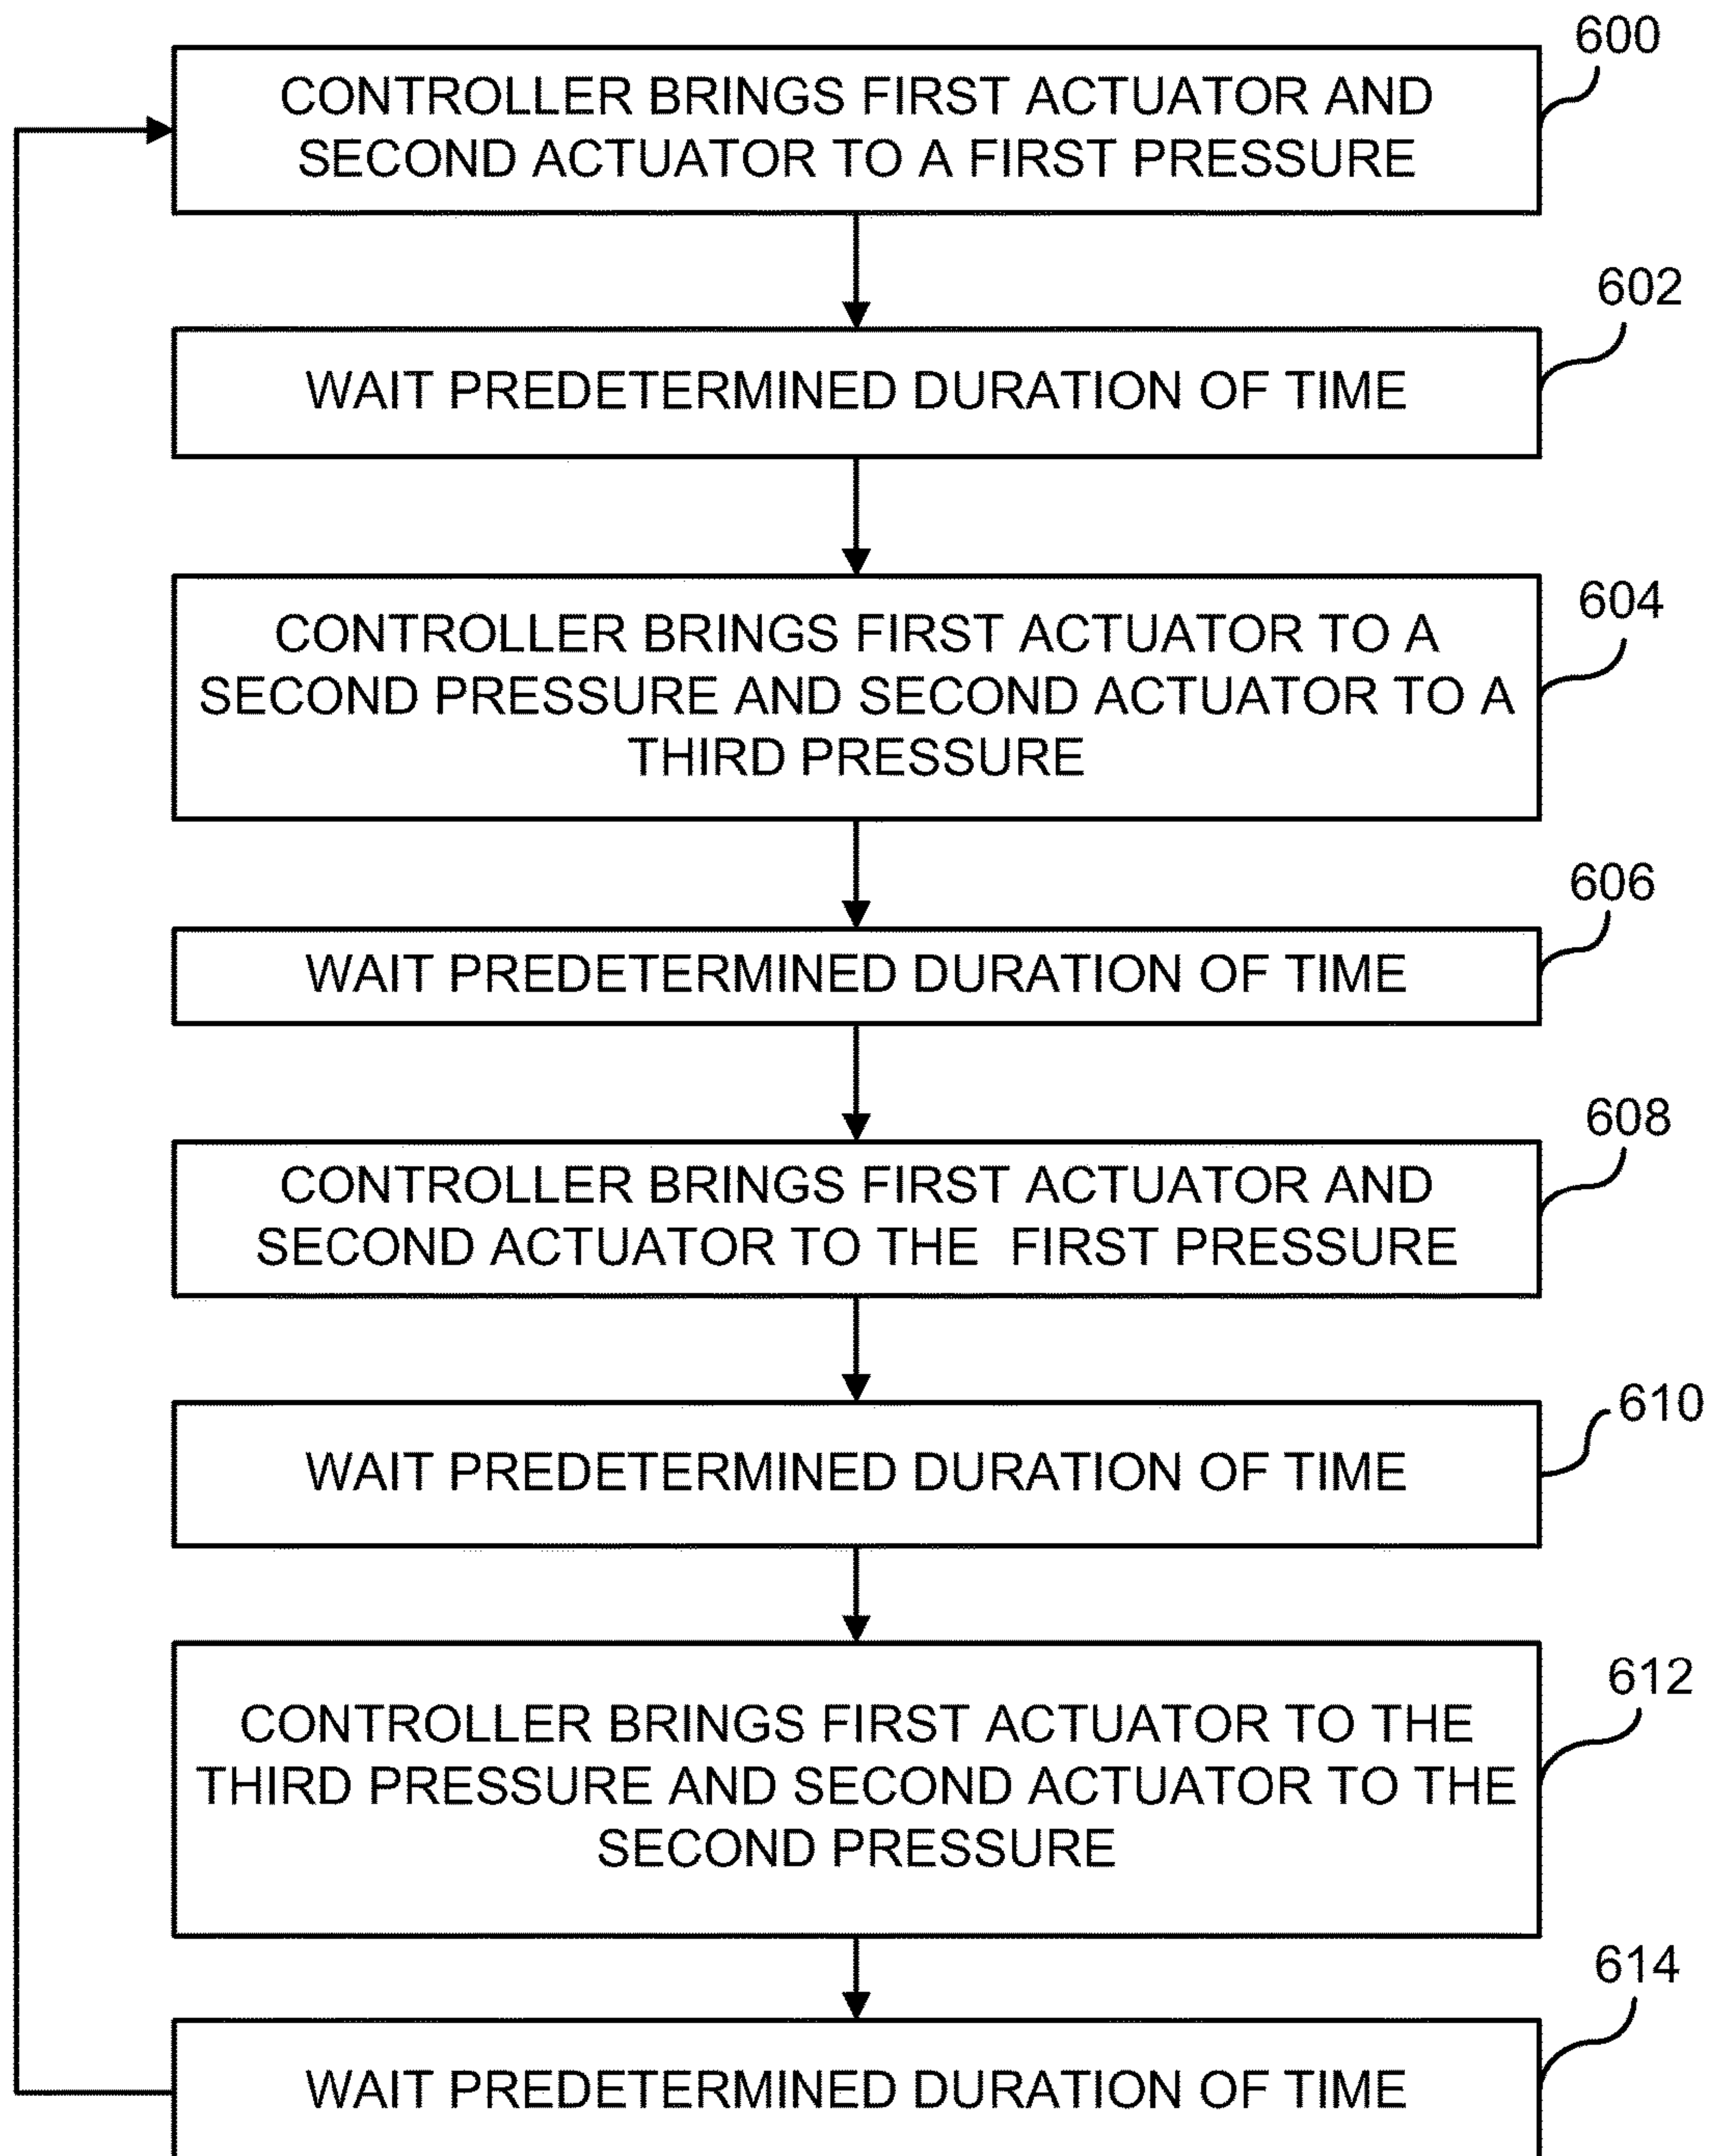 600
CONTROLLER BRINGS FIRST ACTUATOR AND
SECOND ACTUATOR TO A FIRST PRESSURE
602
WAIT PREDETERMINED DURATION OF TIME
604
CONTROLLER BRINGS FIRST ACTUATOR TO A
SECOND PRESSURE AND SECOND ACTUATOR TO A
THIRD PRESSURE
606
WAIT PREDETERMINED DURATION OF TIME
608
CONTROLLER BRINGS FIRST ACTUATOR AND
SECOND ACTUATOR TO THE  FIRST PRESSURE
610
WAIT PREDETERMINED DURATION OF TIME
612
CONTROLLER BRINGS FIRST ACTUATOR TO THE
THIRD PRESSURE AND SECOND ACTUATOR TO THE
SECOND PRESSURE
614
WAIT PREDETERMINED DURATION OF TIME